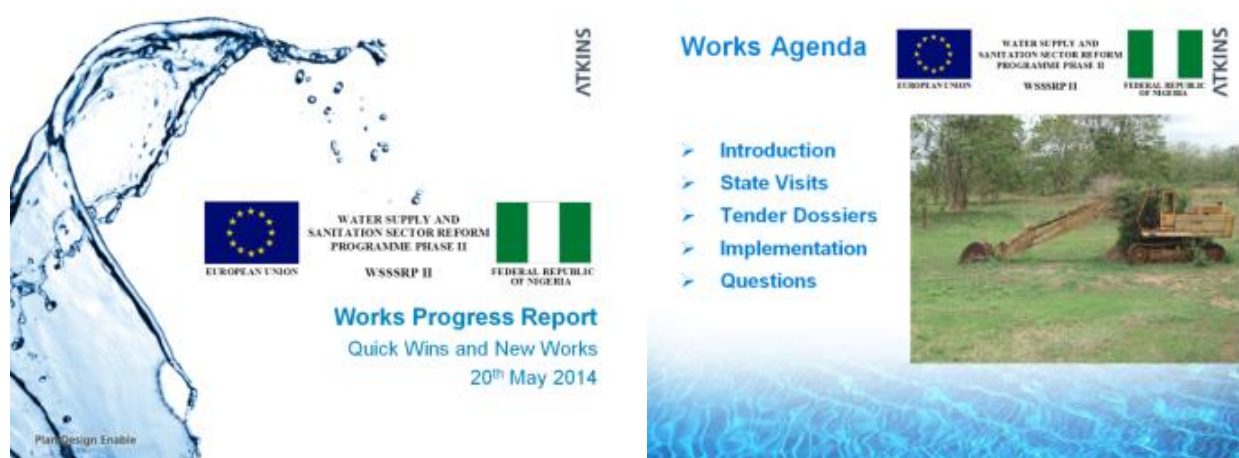 ATKINS
EUROPEAN UNION
WATER SUPPLY AND
SANITATION SECTOR REFORM
PROGRAMME PHASE II
WSSSRP II
FEDERAL REPUBLIC
OF NIGERIA
Works Progress Report
Quick Wins and New Works
20th May 2014
Plan Design Enable
Works Agenda
EUROPEAN UNION
WATER SUPPLY AND
SANITATION SECTOR REFORM
PROGRAMME PHASE II
WSSSRP II
FEDERAL REPUBLIC
OF NIGERIA
ATKINS
➢ Introduction
➢ State Visits
➢ Tender Dossiers
➢ Implementation
➢ Questions